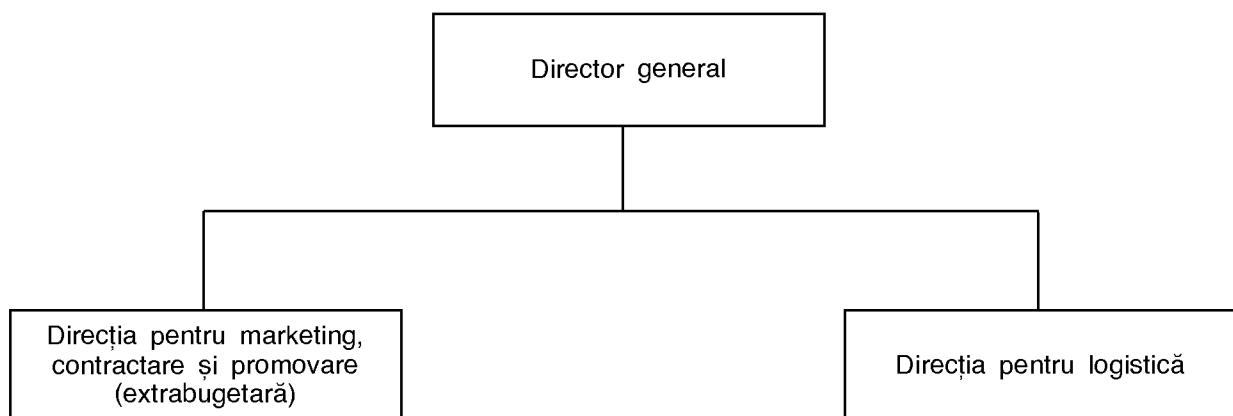 Director general
Direcția pentru marketing,
contractare și promovare
(extrabugetară)
Direcția pentru logistică